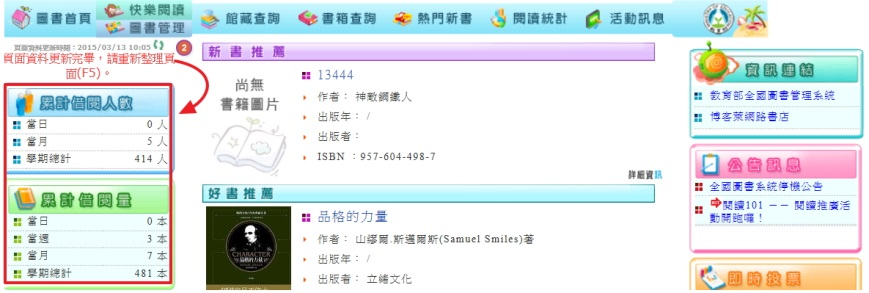 圖書首頁
快樂閱讀
圖書管理
館藏查詢
書箱查詢
熱門新書
閱讀統計
活動訊息
頁面資料更新時間：2015/03/13 10:05
2
頁面資料更新完畢，請重新整理頁
面(F5)。
累計借閱人數
當日 0 人
當月 5 人
學期總計 414 人
累計借閱量
當日 0 本
當週 3 本
當月 7 本
學期總計 481 本
新書推薦
尚無
書籍圖片
13444
作者： 神敵鋼鐵人
出版年： /
出版者：
ISBN ：957-604-498-7
詳細資訊
好書推薦
CHARACTER
品格的力量
作者： 山繆爾.斯邁爾斯(Samuel Smiles)著
出版年： /
出版者： 立緒文化
資訊連結
教育部全國圖書管理系統
博客萊網路書店
公告訊息
全國圖書系統停機公告
閱讀101 －－ 閱讀推廣活
動開跑囉！
即時投票